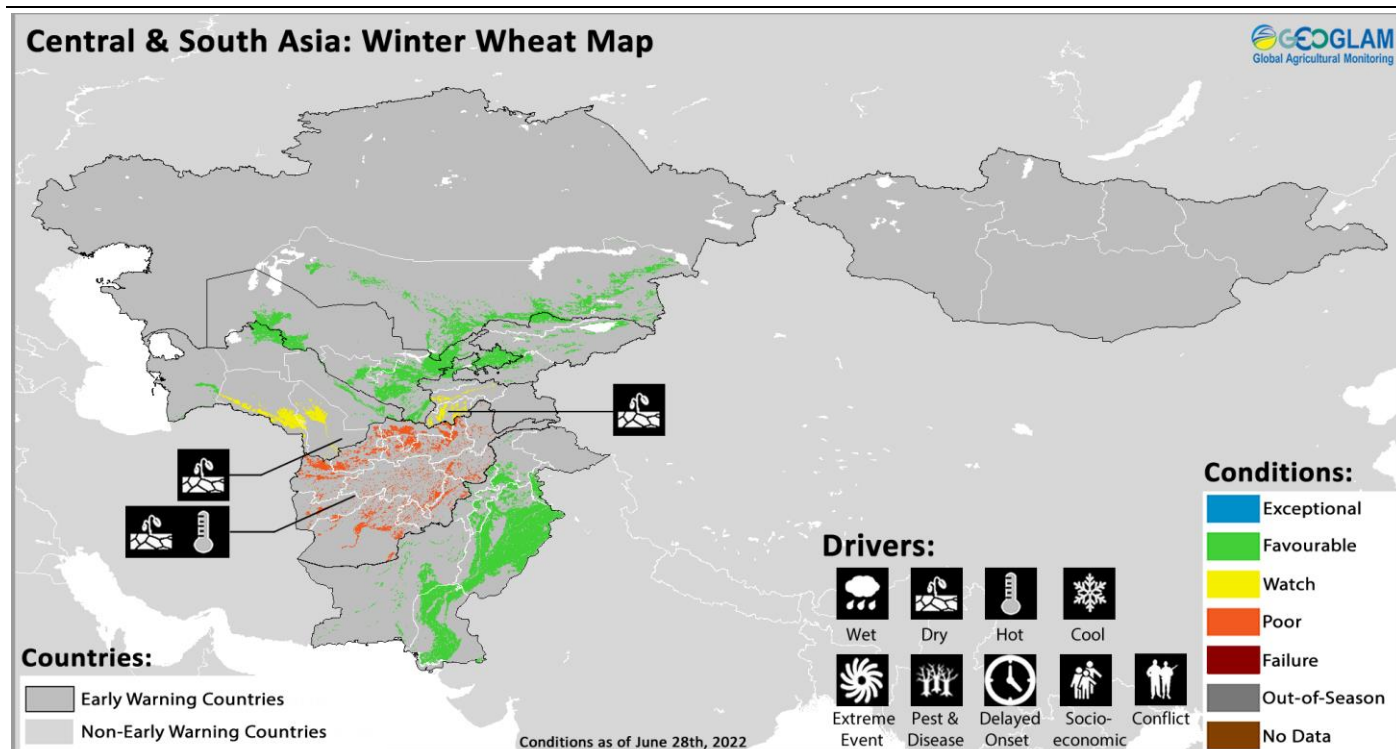 Central & South Asia: Winter Wheat Map
GEOGLAM
Global Agricultural Monitoring
Countries:
Early Warning Countries
Non-Early Warning Countries
Conditions as of June 28th, 2022
Drivers:
Wet
Dry
Hot
Cool
Extreme
Event
Pest &
Disease
Delayed
Onset
Socio-
economic
Conflict
Conditions:
Exceptional
Favourable
Watch
Poor
Failure
Out-of-Season
No Data